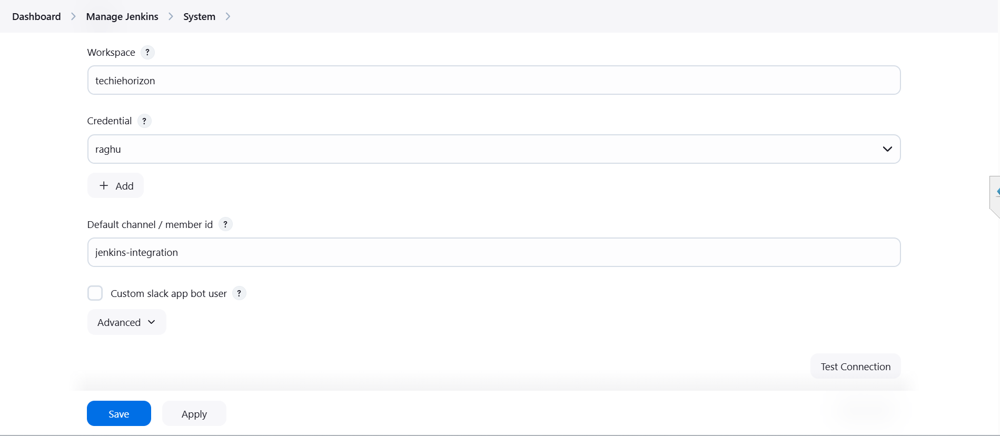 Dashboard > Manage Jenkins > System >
Workspace ?
techiehorizon
Credential ?
raghu
+ Add
Default channel / member id ?
jenkins-integration
Custom slack app bot user ?
Advanced
Test Connection
Save Apply